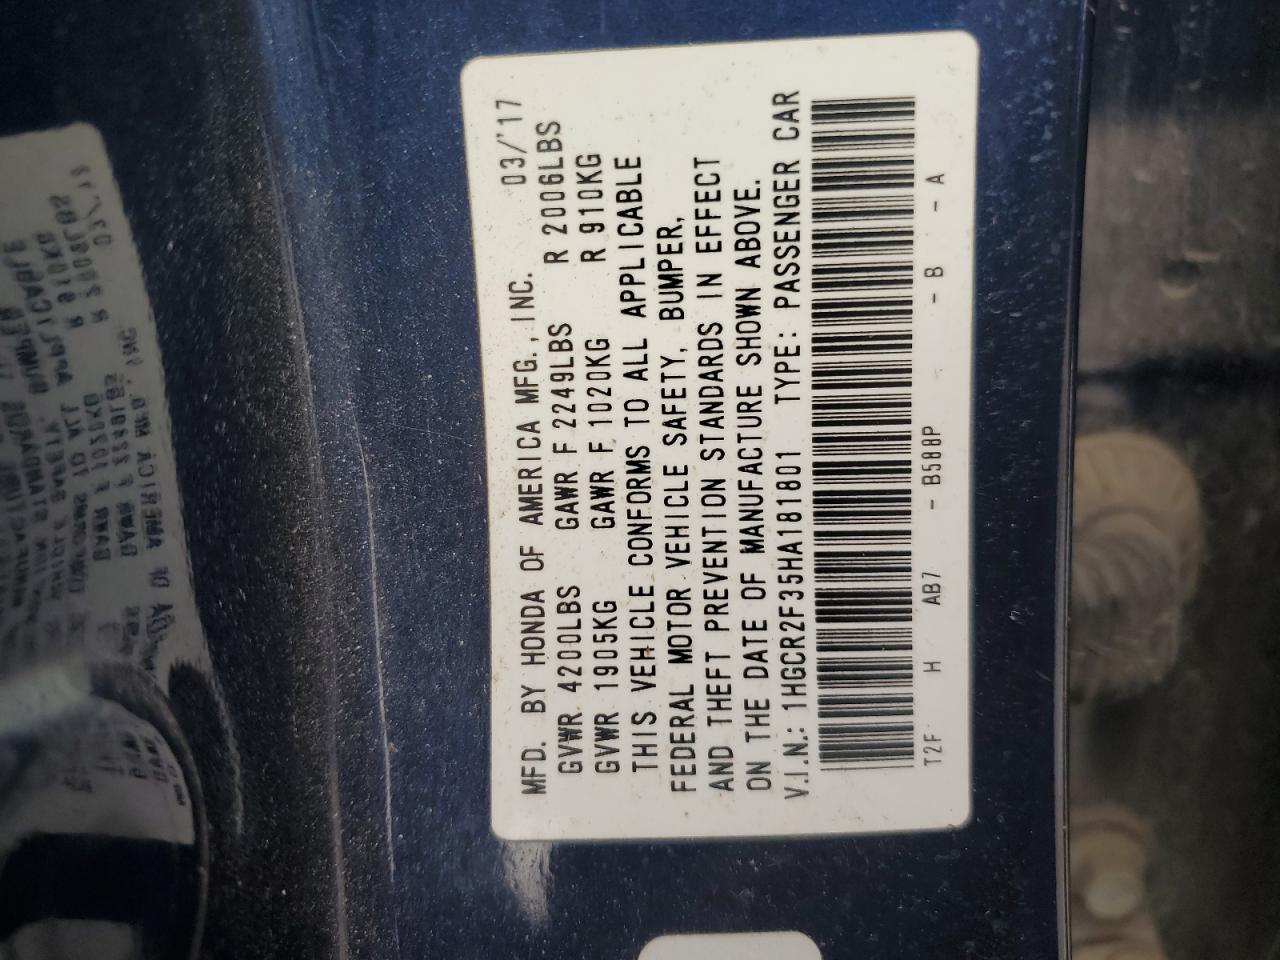 MFD. BY HONDA OF AMERICA MFG., INC. 03/'17
GVWR 4200LBS GAWR F 2249LBS R 2006LBS
GVWR 1905KG GAWR F 1020KG R 910KG
THIS VEHICLE CONFORMS TO ALL APPLICABLE
FEDERAL MOTOR VEHICLE SAFETY, BUMPER,
AND THEFT PREVENTION STANDARDS IN EFFECT
ON THE DATE OF MANUFACTURE SHOWN ABOVE.
V.I.N.: 1HGCR2F35HA181801 TYPE: PASSENGER CAR
T2F H AB7 - B588P - - B - A